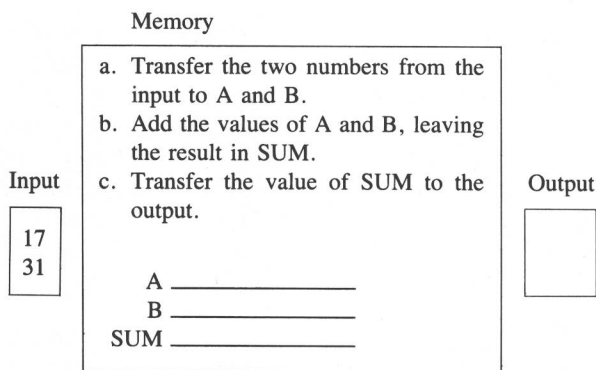 Memory
a. Transfer the two numbers from the
input to A and B.
b. Add the values of A and B, leaving
the result in SUM.
c. Transfer the value of SUM to the
output.
Input
17
31
A
B
SUM
Output